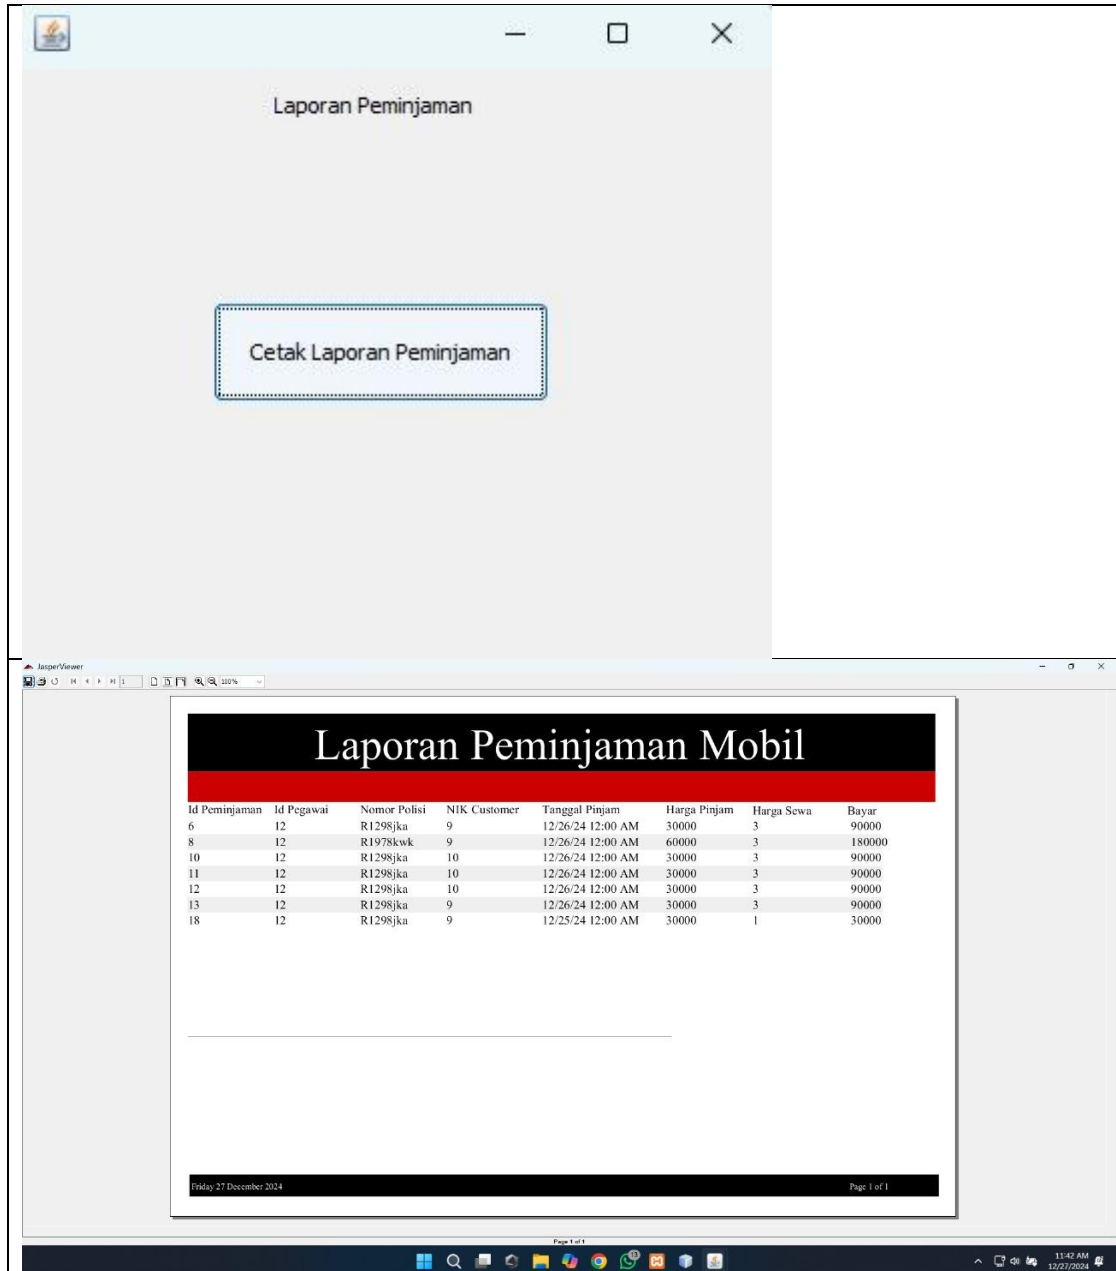 Laporan Peminjaman
Cetak Laporan Peminjaman
JasperViewer
1
100%
Laporan Peminjaman Mobil
Id Peminjaman Id Pegawai Nomor Polisi NIK Customer Tanggal Pinjam Harga Pinjam Harga Sewa Bayar
6 12 R1298jka 9 12/26/24 12:00 AM 30000 3 90000
8 12 R1978kwk 9 12/26/24 12:00 AM 60000 3 180000
10 12 R1298jka 10 12/26/24 12:00 AM 30000 3 90000
11 12 R1298jka 10 12/26/24 12:00 AM 30000 3 90000
12 12 R1298jka 10 12/26/24 12:00 AM 30000 3 90000
13 12 R1298jka 9 12/26/24 12:00 AM 30000 3 90000
18 12 R1298jka 9 12/25/24 12:00 AM 30000 1 30000
Friday 27 December 2024 Page 1 of 1
Page 1 of 1
13
11:42 AM
12/27/2024